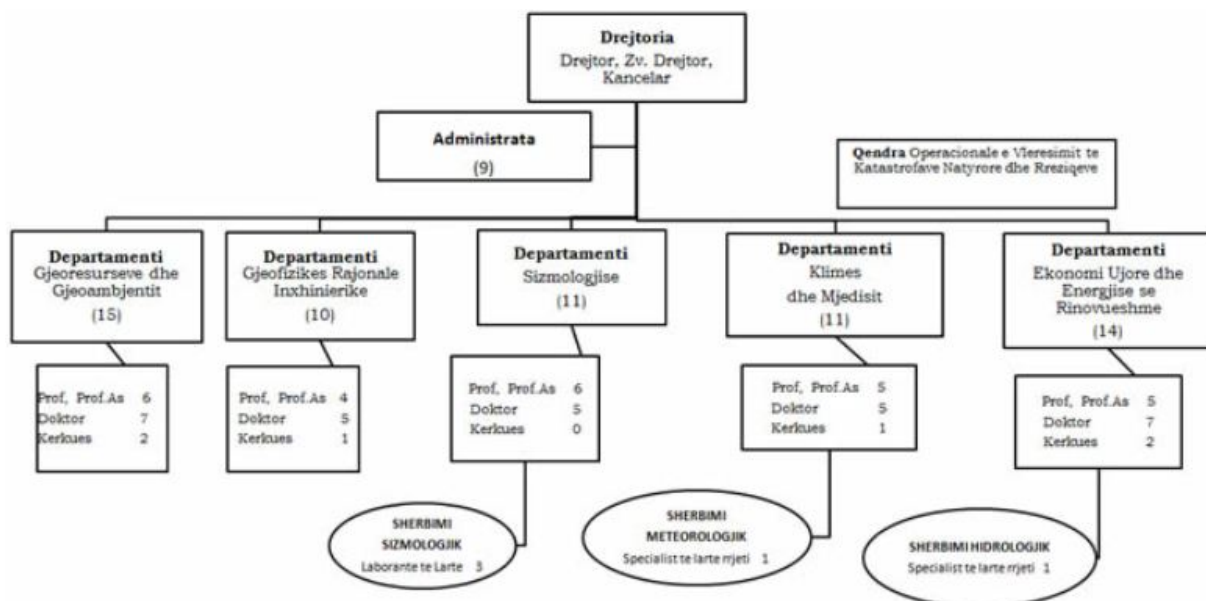 Drejtoria
Drejtor, Zv. Drejtor,
Kancelar
Administrata
(9)
Qendra Operacionale e Vleresimit te
Katastrofave Natyrore dhe Rreziqeve
Departamenti
Gjeoresurseve dhe
Gjeoambjentit
(15)
Departamenti
Gjeofizikes Rajonale
Inxhinierike
(10)
Departamenti
Sizmologjise
(11)
Departamenti
Klimes
dhe Mjedisit
(11)
Departamenti
Ekonomi Ujore dhe
Energjise se
Rinovueshme
(14)
Prof, Prof.As 6
Doktor 7
Kerkues 2
Prof, Prof.As 4
Doktor 5
Kerkues 1
Prof, Prof.As 6
Doktor 5
Kerkues 0
Prof, Prof.As 5
Doktor 5
Kerkues 1
Prof, Prof.As 5
Doktor 7
Kerkues 2
SHERBIMI
SIZMOLOGJIK
Laborante te Larte 3
SHERBIMI
METEOROLOGJIK
Specialist te larte rrjeti 1
SHERBIMI HIDROLOGJIK
Specialist te larte rrjeti 1